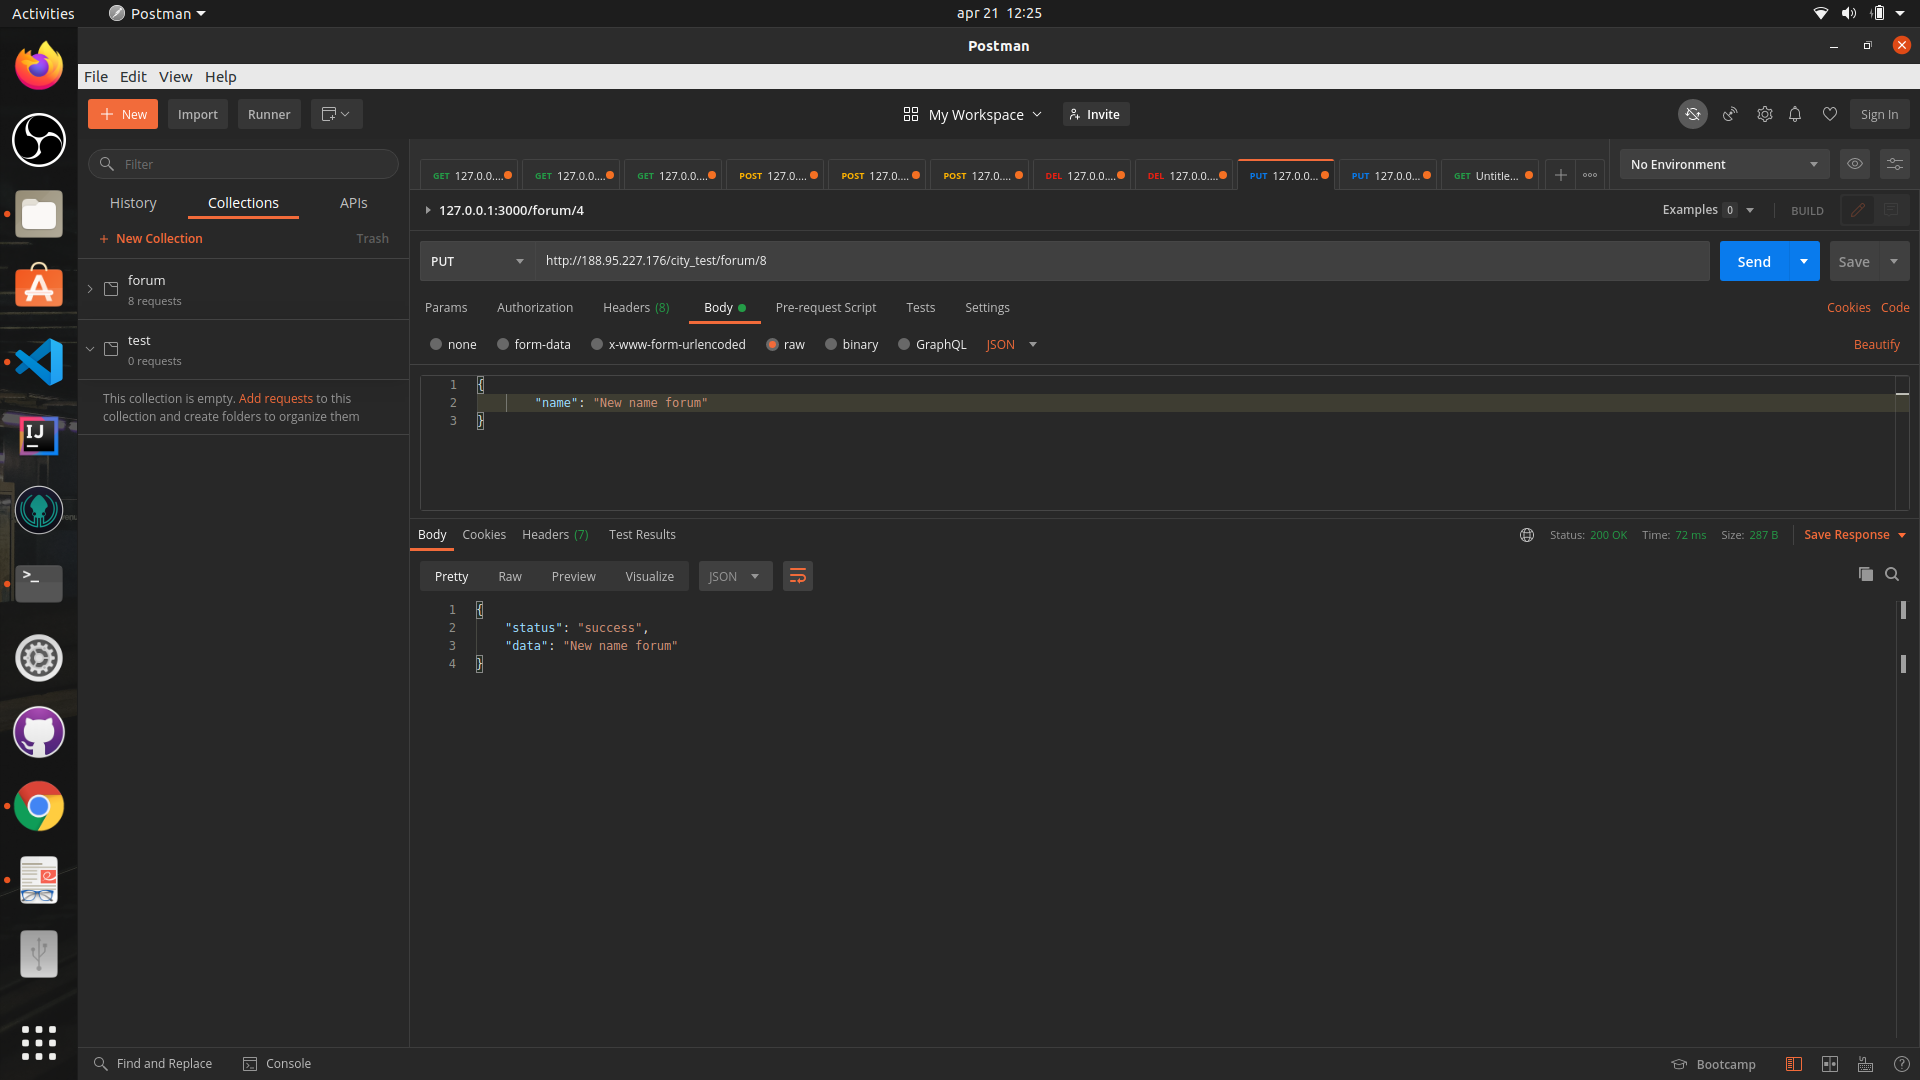 Activities
Postman
apr 21 12:25
Postman
File Edit View Help
New
Import
Runner
My Workspace
Invite
Sign In
Filter
GET 127.0.0....
GET 127.0.0....
GET 127.0.0....
POST 127.0....
POST 127.0....
POST 127.0....
DEL 127.0.0....
DEL 127.0.0....
PUT 127.0.0...
PUT 127.0.0...
GET Untitle...
No Environment
History Collections APIs
+ New Collection
Trash
forum
8 requests
test
0 requests
This collection is empty. Add requests to this
collection and create folders to organize them
127.0.0.1:3000/forum/4
Examples 0
BUILD
PUT
http://188.95.227.176/city_test/forum/8
Send
Save
Params Authorization Headers (8) Body Pre-request Script Tests Settings
Cookies Code
none form-data x-www-form-urlencoded raw binary GraphQL JSON
Beautify
1 {
2 "name": "New name forum"
3 }
Body Cookies Headers (7) Test Results
Status: 200 OK Time: 72 ms Size: 287 B
Save Response
Pretty Raw Preview Visualize JSON
1 {
2 "status": "success",
3 "data": "New name forum"
4 }
IJ
>_
Find and Replace
Console
Bootcamp